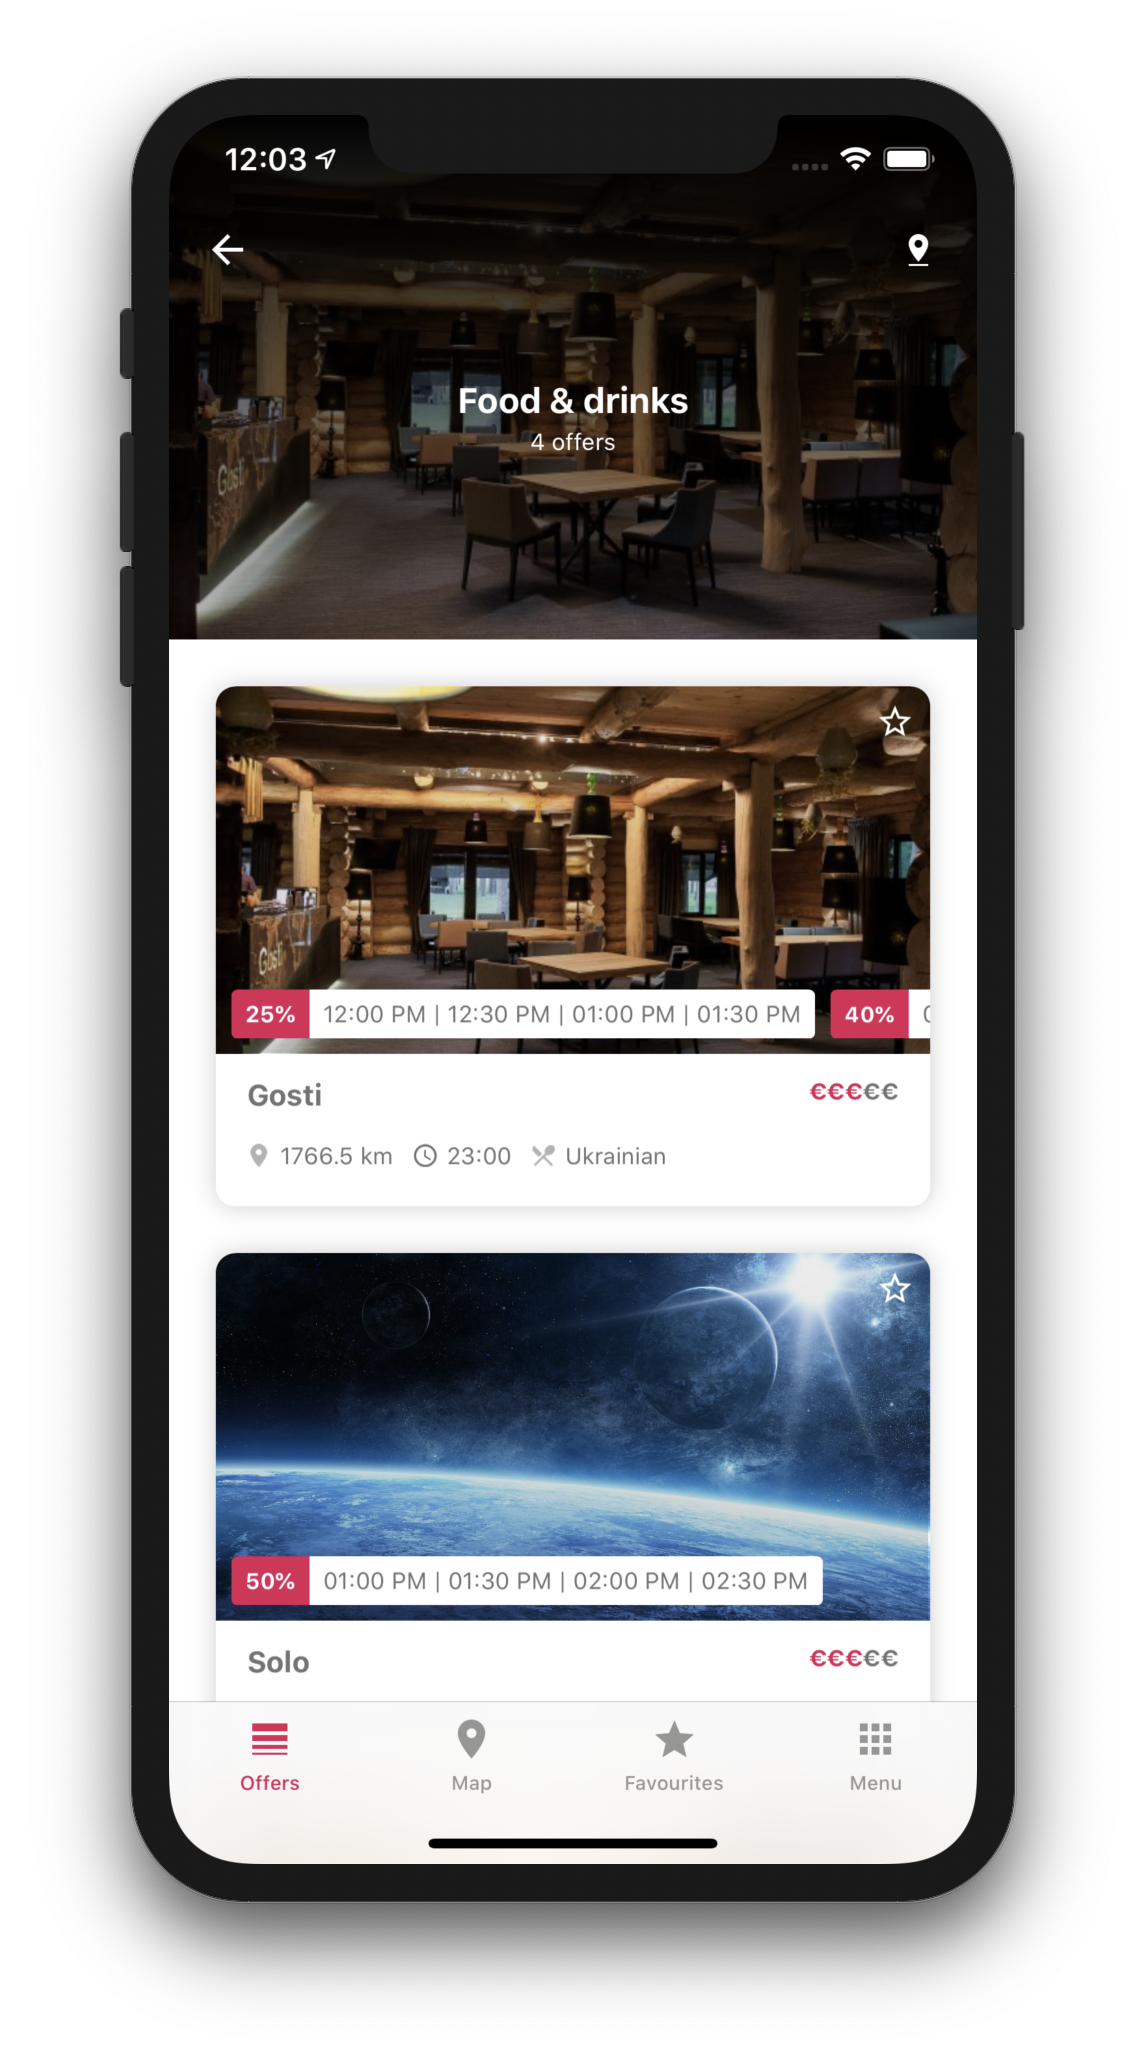 12:03
Food & drinks
4 offers
Gosti
Gosti
25% 12:00 PM | 12:30 PM | 01:00 PM | 01:30 PM 40%
Gosti €€€€€
1766.5 km 23:00 Ukrainian
50% 01:00 PM | 01:30 PM | 02:00 PM | 02:30 PM
Solo €€€€€
Offers Map Favourites Menu